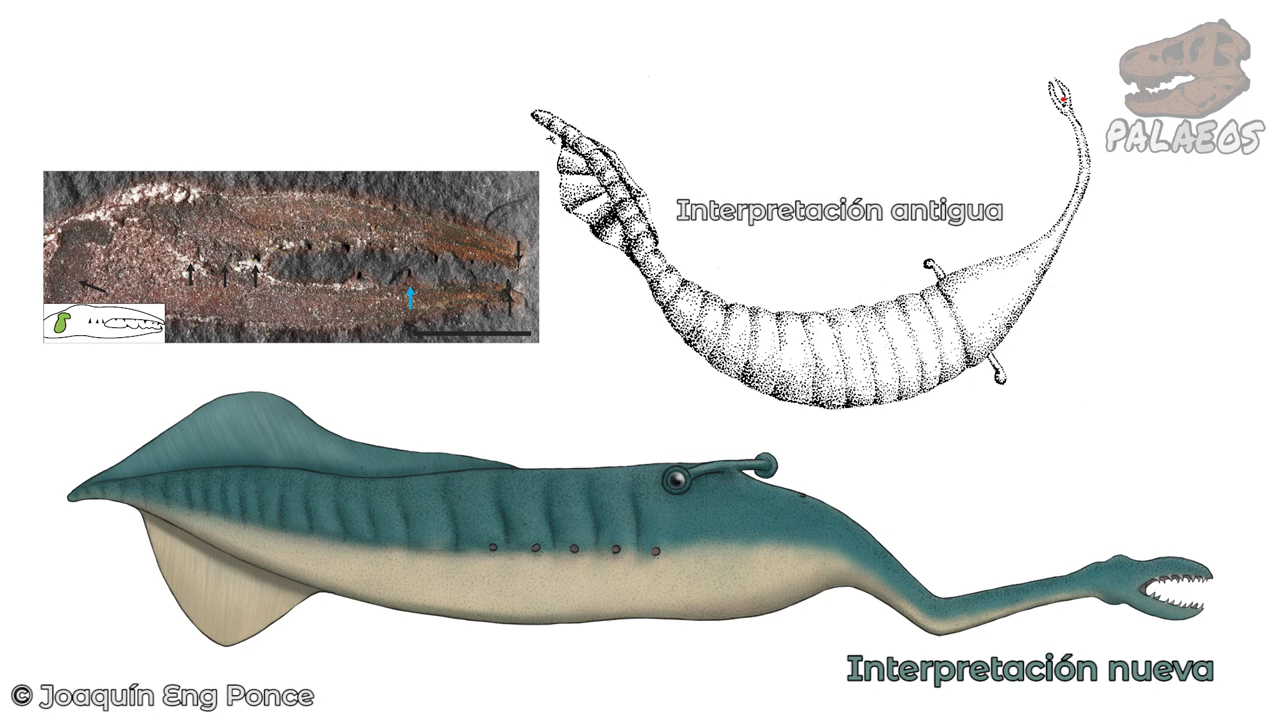 PALAEOS
Interpretación antigua
Interpretación nueva
© Joaquín Eng Ponce